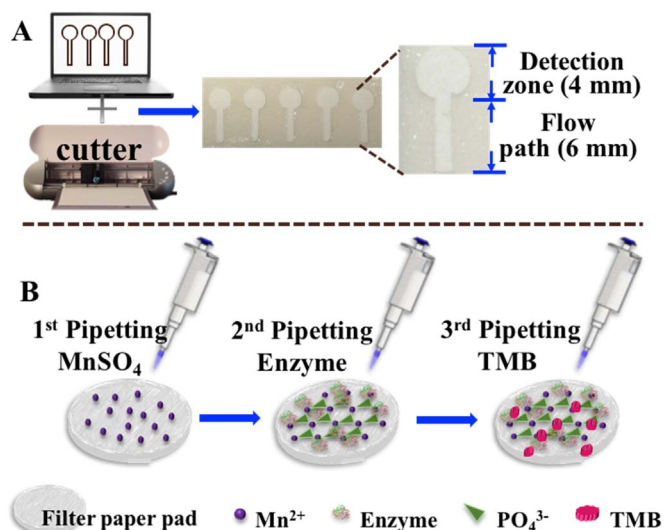 A
cutter
Detection
zone (4 mm)
Flow
path (6 mm)
B
1st Pipetting
MnSO4
2nd Pipetting
Enzyme
3rd Pipetting
TMB
Filter paper pad
Mn2+
Enzyme
PO43-
TMB